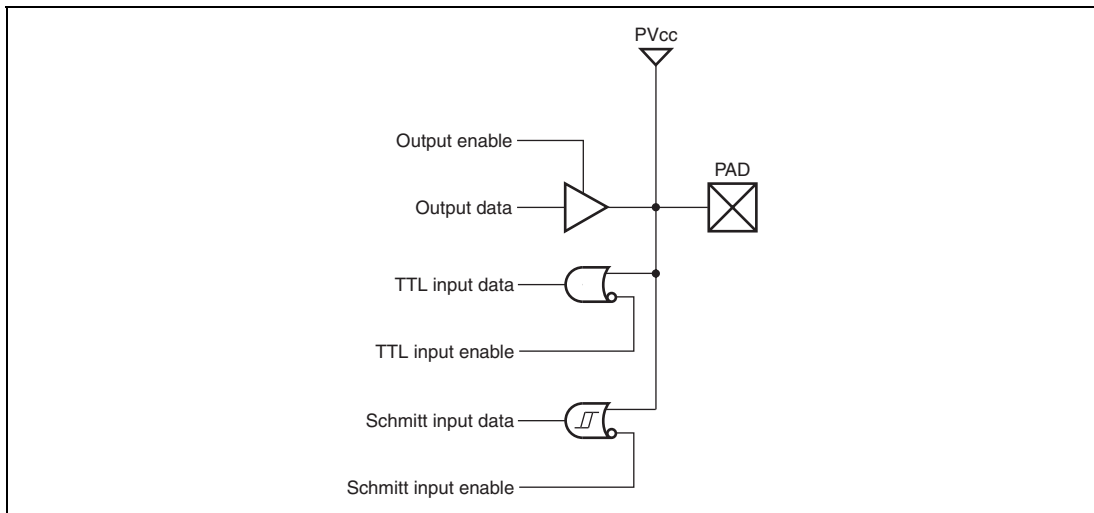 PVcc
Output enable
PAD
Output data
TTL input data
TTL input enable
Schmitt input data
Schmitt input enable